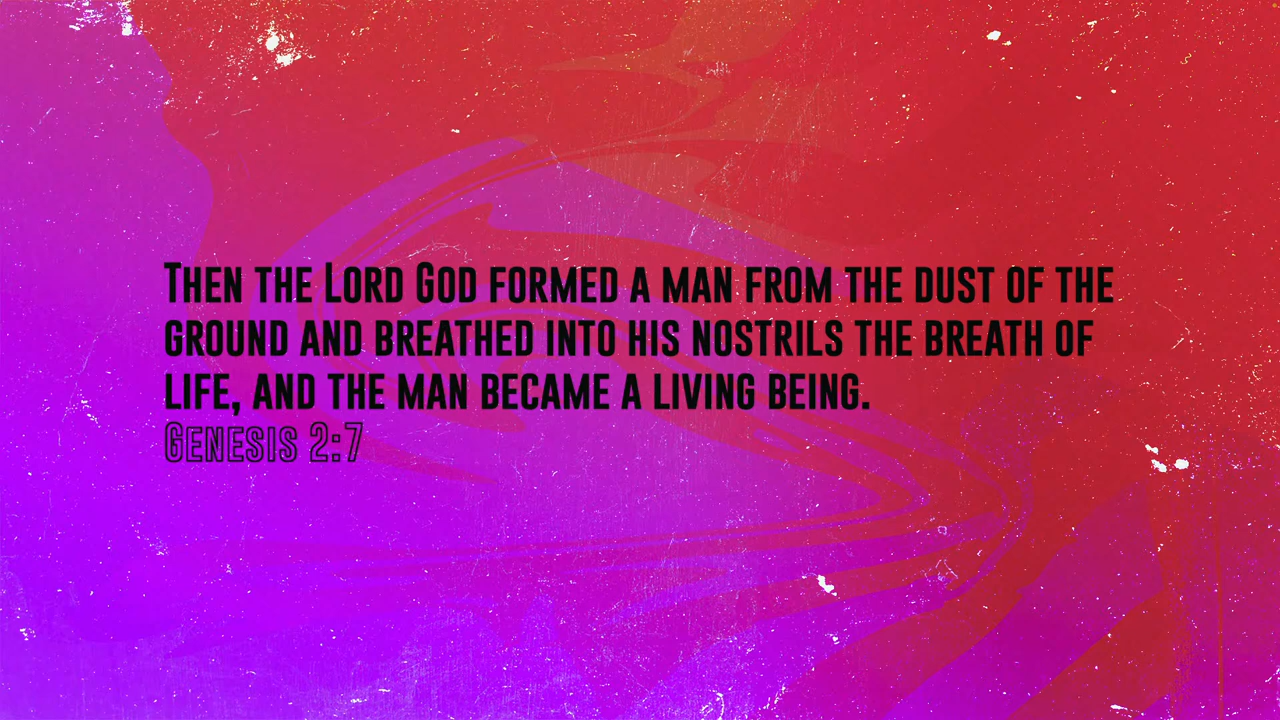 Then the Lord God formed a man from the dust of the
ground and breathed into his nostrils the breath of
life, and the man became a living being.
Genesis 2:7